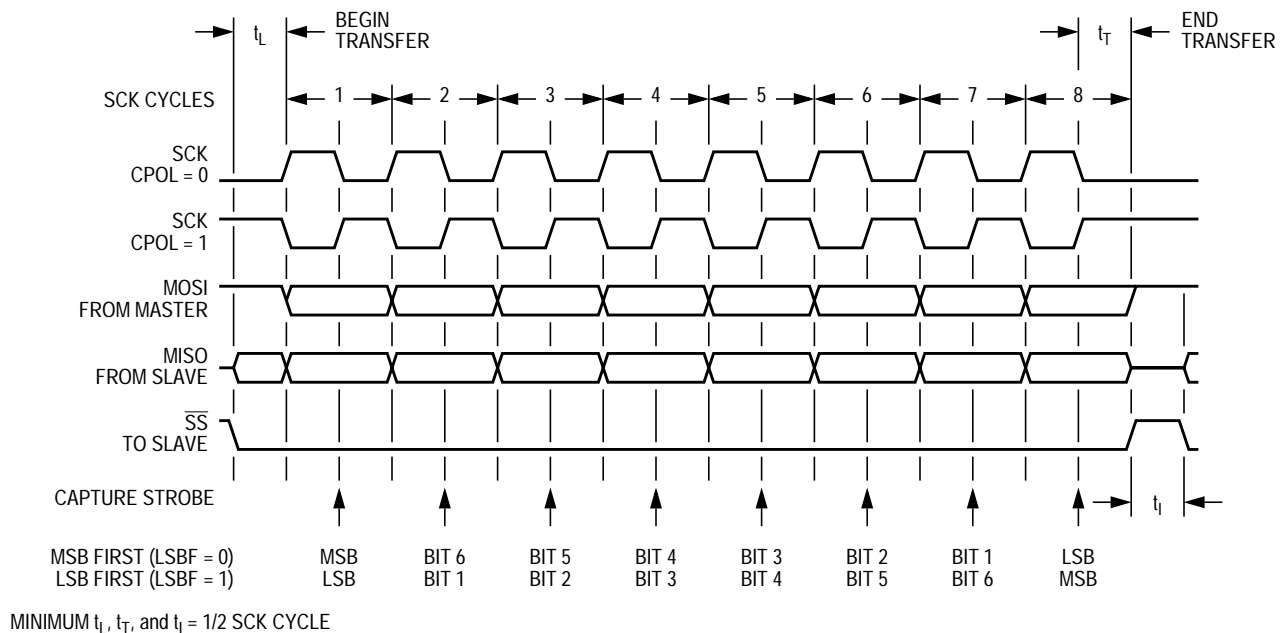 t_L
BEGIN
TRANSFER
t_T
END
TRANSFER
SCK CYCLES
1 2 3 4 5 6 7 8
SCK
CPOL = 0
SCK
CPOL = 1
MOSI
FROM MASTER
MISO
FROM SLAVE
SS
TO SLAVE
CAPTURE STROBE
t_I
MSB FIRST (LSBF = 0) MSB BIT 6 BIT 5 BIT 4 BIT 3 BIT 2 BIT 1 LSB
LSB FIRST (LSBF = 1) LSB BIT 1 BIT 2 BIT 3 BIT 4 BIT 5 BIT 6 MSB
MINIMUM t_L, t_T, and t_I = 1/2 SCK CYCLE